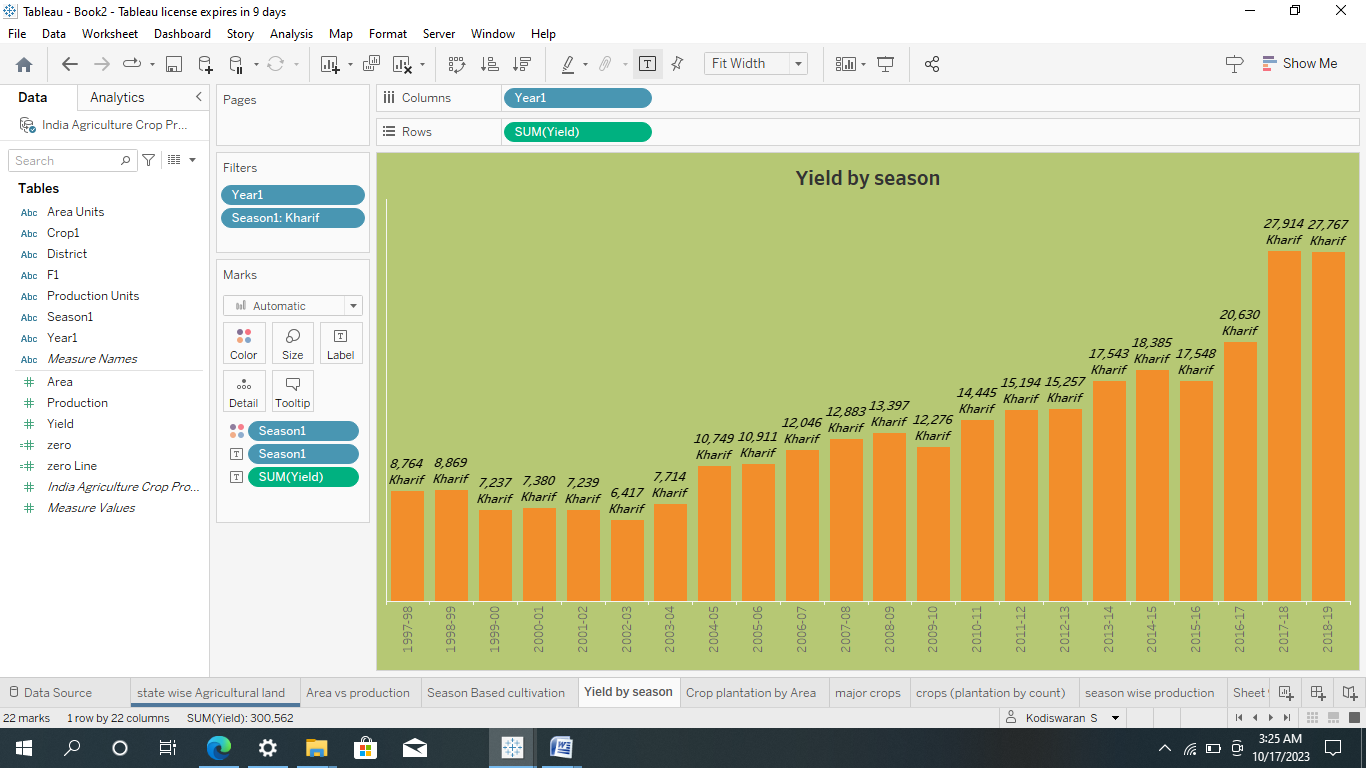 Tableau - Book2 - Tableau license expires in 9 days
File Data Worksheet Dashboard Story Analysis Map Format Server Window Help
Fit Width
Show Me
Data Analytics
India Agriculture Crop Pr...
Search
Tables
Abc Area Units
Abc Crop1
Abc District
Abc F1
Abc Production Units
Abc Season1
Abc Year1
Abc Measure Names
# Area
# Production
# Yield
=# zero
=# zero Line
# India Agriculture Crop Pro...
# Measure Values
Pages
Filters
Year1
Season1: Kharif
Marks
Automatic
Color Size Label
Detail Tooltip
Season1
Season1
SUM(Yield)
Columns Year1
Rows SUM(Yield)
Yield by season
8,764
Kharif
8,869
Kharif
7,237
Kharif
7,380
Kharif
7,239
Kharif
6,417
Kharif
7,714
Kharif
10,749
Kharif
10,911
Kharif
12,046
Kharif
12,883
Kharif
13,397
Kharif
12,276
Kharif
14,445
Kharif
15,194
Kharif
15,257
Kharif
17,543
Kharif
18,385
Kharif
17,548
Kharif
20,630
Kharif
27,914
Kharif
27,767
Kharif
1997-98
1998-99
1999-00
2000-01
2001-02
2002-03
2003-04
2004-05
2005-06
2006-07
2007-08
2008-09
2009-10
2010-11
2011-12
2012-13
2013-14
2014-15
2015-16
2016-17
2017-18
2018-19
Data Source state wise Agricultural land Area vs production Season Based cultivation Yield by season Crop plantation by Area major crops crops (plantation by count) season wise production Sheet
22 marks 1 row by 22 columns SUM(Yield): 300,562 Kodiswaran S
3:25 AM
10/17/2023